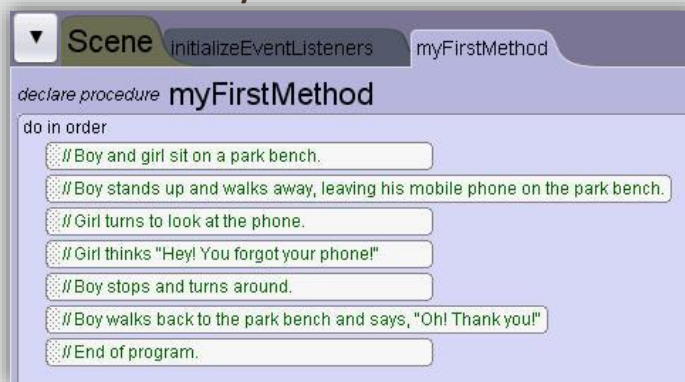 Scene initializeEventListeners myFirstMethod
declare procedure myFirstMethod
do in order
// Boy and girl sit on a park bench.
// Boy stands up and walks away, leaving his mobile phone on the park bench.
// Girl turns to look at the phone.
// Girl thinks "Hey! You forgot your phone!"
// Boy stops and turns around.
// Boy walks back to the park bench and says, "Oh! Thank you!"
// End of program.